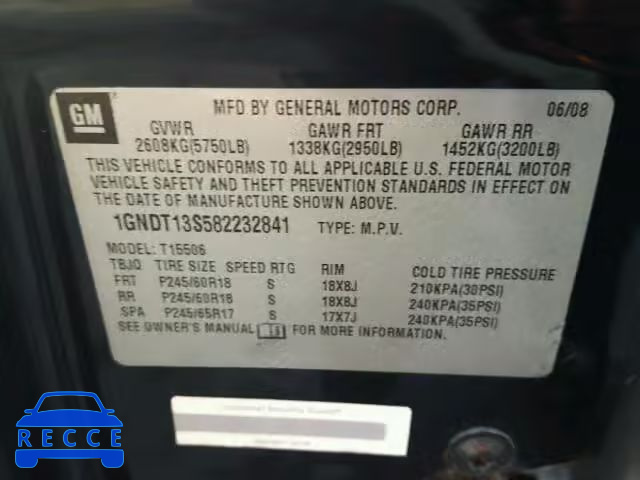 GM
MFD BY GENERAL MOTORS CORP. 06/08
GVWR GAWR FRT GAWR RR
2608KG(5750LB) 1338KG(2950LB) 1452KG(3200LB)
THIS VEHICLE CONFORMS TO ALL APPLICABLE U.S. FEDERAL MOTOR
VEHICLE SAFETY AND THEFT PREVENTION STANDARDS IN EFFECT ON
THE DATE OF MANUFACTURE SHOWN ABOVE.
1GNDT13S582232841 TYPE: M.P.V.
MODEL: T15506
TBJQ TIRE SIZE SPEED RTG RIM COLD TIRE PRESSURE
FRT P245/60R18 S 18X8J 210KPA(30PSI)
RR P245/60R18 S 18X8J 240KPA(35PSI)
SPA P245/65R17 S 17X7J 240KPA(35PSI)
SEE OWNER'S MANUAL FOR MORE INFORMATION.
RECCE